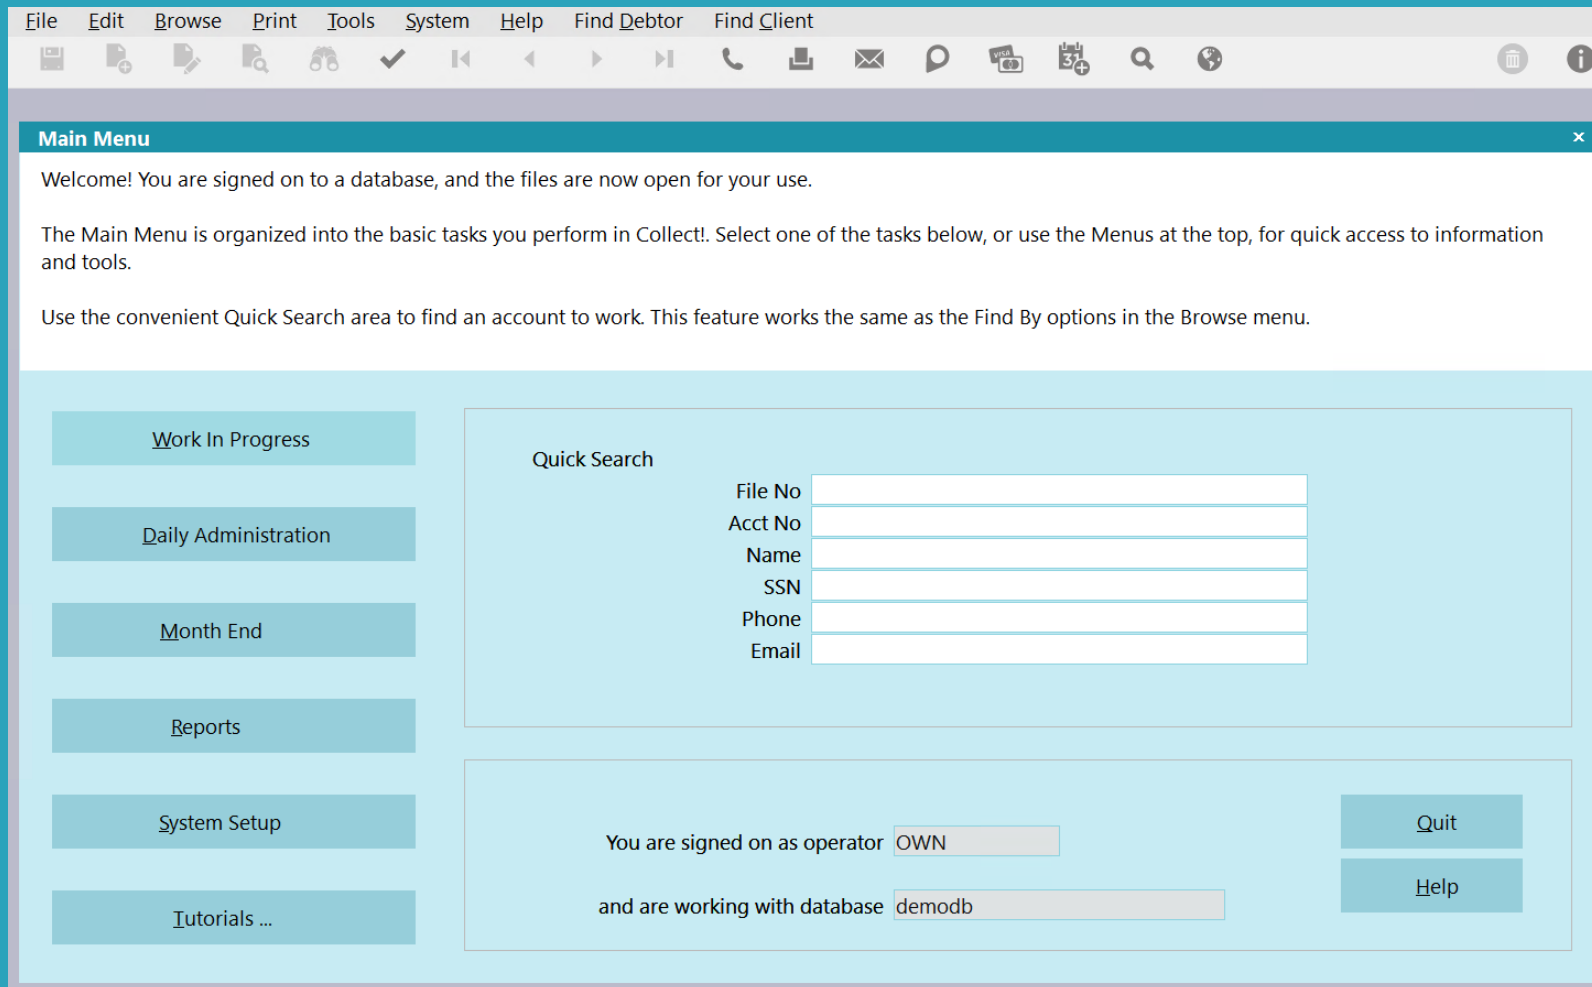 File Edit Browse Print Tools System Help Find Debtor Find Client
VISA
31
Main Menu
Welcome! You are signed on to a database, and the files are now open for your use.
The Main Menu is organized into the basic tasks you perform in Collect!. Select one of the tasks below, or use the Menus at the top, for quick access to information
and tools.
Use the convenient Quick Search area to find an account to work. This feature works the same as the Find By options in the Browse menu.
Work In Progress
Daily Administration
Month End
Reports
System Setup
Tutorials ...
Quick Search
File No
Acct No
Name
SSN
Phone
Email
You are signed on as operator OWN
and are working with database demodb
Quit
Help